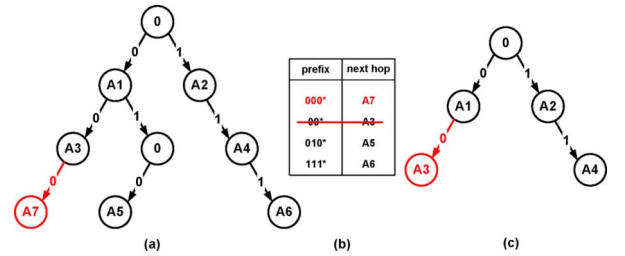 0
0
1
A1
A2
0
1
1
A3
0
A4
0
0
1
A7
A5
A6
(a)
prefix next hop
000* A7
00* A3
010* A5
111* A6
(b)
0
0
1
A1
A2
0
1
A3
A4
(c)